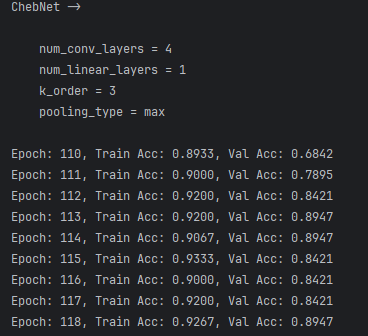 ChebNet ->
num_conv_layers = 4
num_linear_layers = 1
k_order = 3
pooling_type = max
Epoch: 110, Train Acc: 0.8933, Val Acc: 0.6842
Epoch: 111, Train Acc: 0.9000, Val Acc: 0.7895
Epoch: 112, Train Acc: 0.9200, Val Acc: 0.8421
Epoch: 113, Train Acc: 0.9200, Val Acc: 0.8947
Epoch: 114, Train Acc: 0.9067, Val Acc: 0.8947
Epoch: 115, Train Acc: 0.9333, Val Acc: 0.8421
Epoch: 116, Train Acc: 0.9000, Val Acc: 0.8421
Epoch: 117, Train Acc: 0.9200, Val Acc: 0.8421
Epoch: 118, Train Acc: 0.9267, Val Acc: 0.8947